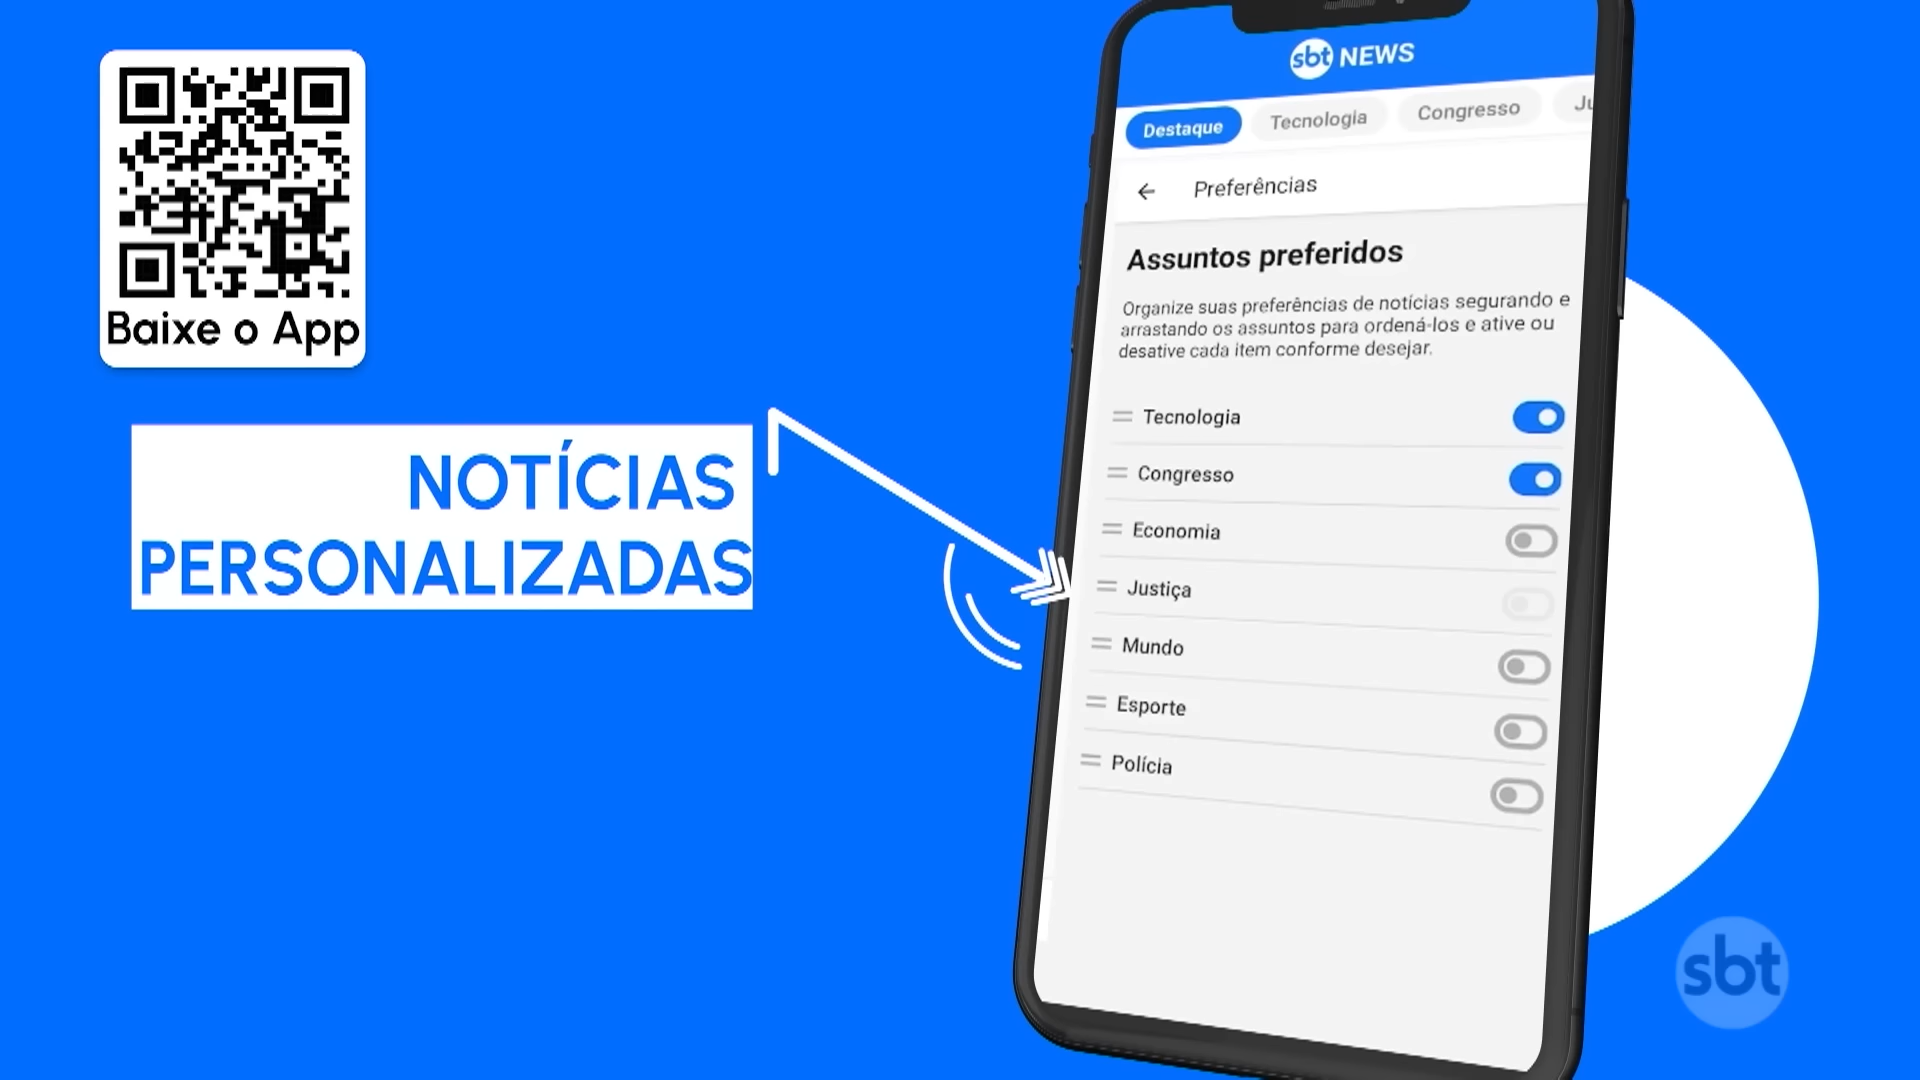 Baixe o App
NOTÍCIAS
PERSONALIZADAS
sbt NEWS
Destaque Tecnologia Congresso Ju
Preferências
Assuntos preferidos
Organize suas preferências de notícias segurando e
arrastando os assuntos para ordená-los e ative ou
desative cada item conforme desejar.
Tecnologia
Congresso
Economia
Justiça
Mundo
Esporte
Polícia
sbt